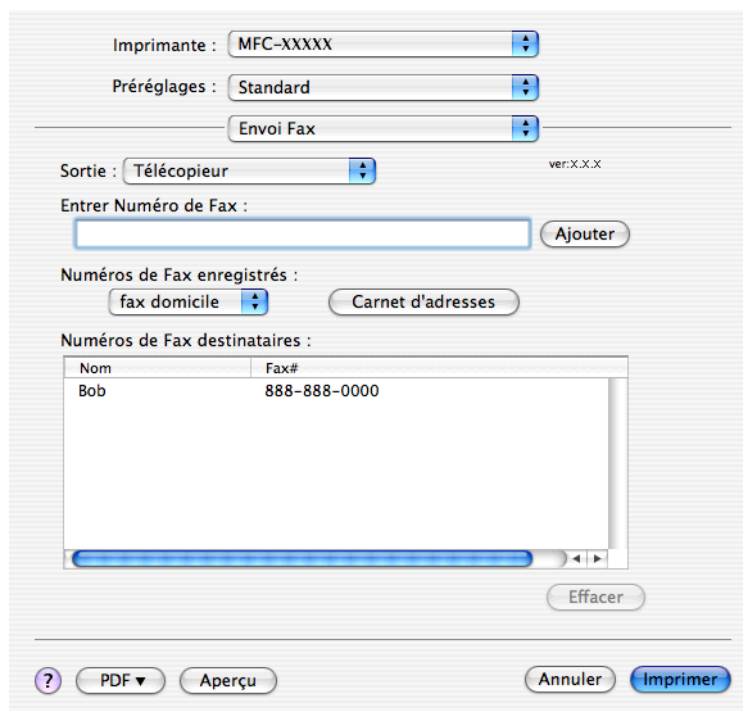 Imprimante : MFC-XXXXX
Préréglages : Standard
Envoi Fax
Sortie : Télécopieur ver:X.X.X
Entrer Numéro de Fax :
Ajouter
Numéros de Fax enregistrés :
fax domicile Carnet d'adresses
Numéros de Fax destinataires :
Nom Fax#
Bob 888-888-0000
Effacer
? PDF ▼ Aperçu Annuler Imprimer